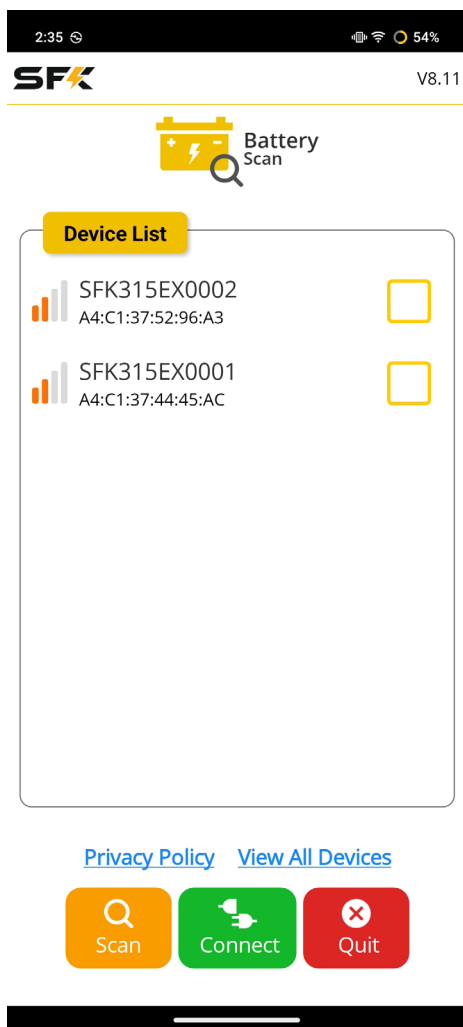 2:35 54%
SFK V8.11
Battery
Scan
Device List
SFK315EX0002
A4:C1:37:52:96:A3
SFK315EX0001
A4:C1:37:44:45:AC
Privacy Policy View All Devices
Scan Connect Quit